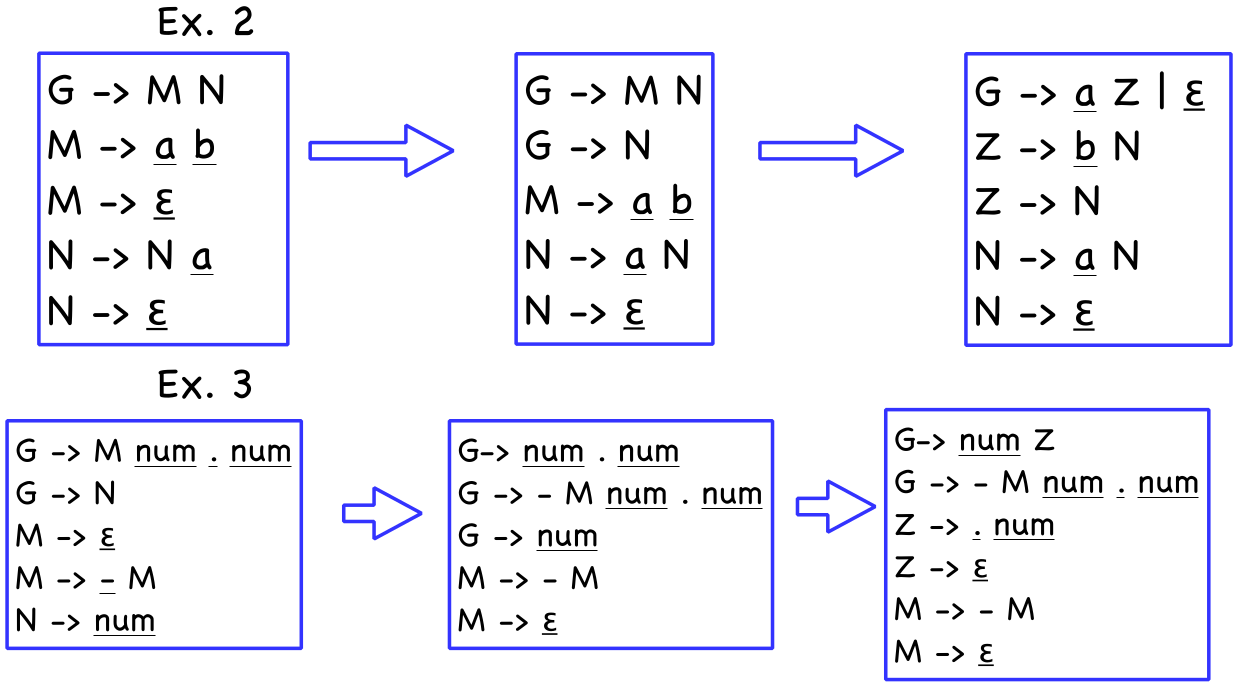 Ex. 2
G -> M N
M -> a b
M -> ε
N -> N a
N -> ε
G -> M N
G -> N
M -> a b
N -> a N
N -> ε
G -> a Z | ε
Z -> b N
Z -> N
N -> a N
N -> ε
Ex. 3
G -> M num . num
G -> N
M -> ε
M -> - M
N -> num
G-> num . num
G -> - M num . num
G -> num
M -> - M
M -> ε
G-> num Z
G -> - M num . num
Z -> . num
Z -> ε
M -> - M
M -> ε